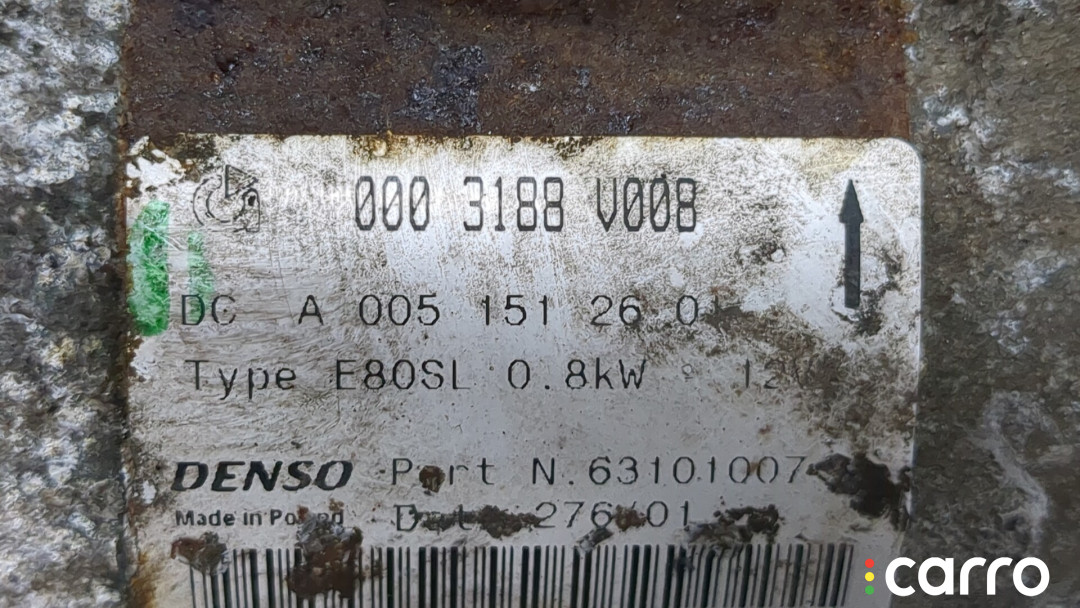 000 3188 V008
DC A 005 151 26 01
Type E80SL 0.8kW 12V
DENSO Part N. 63101007
Made in Poland Date 276/01
carro